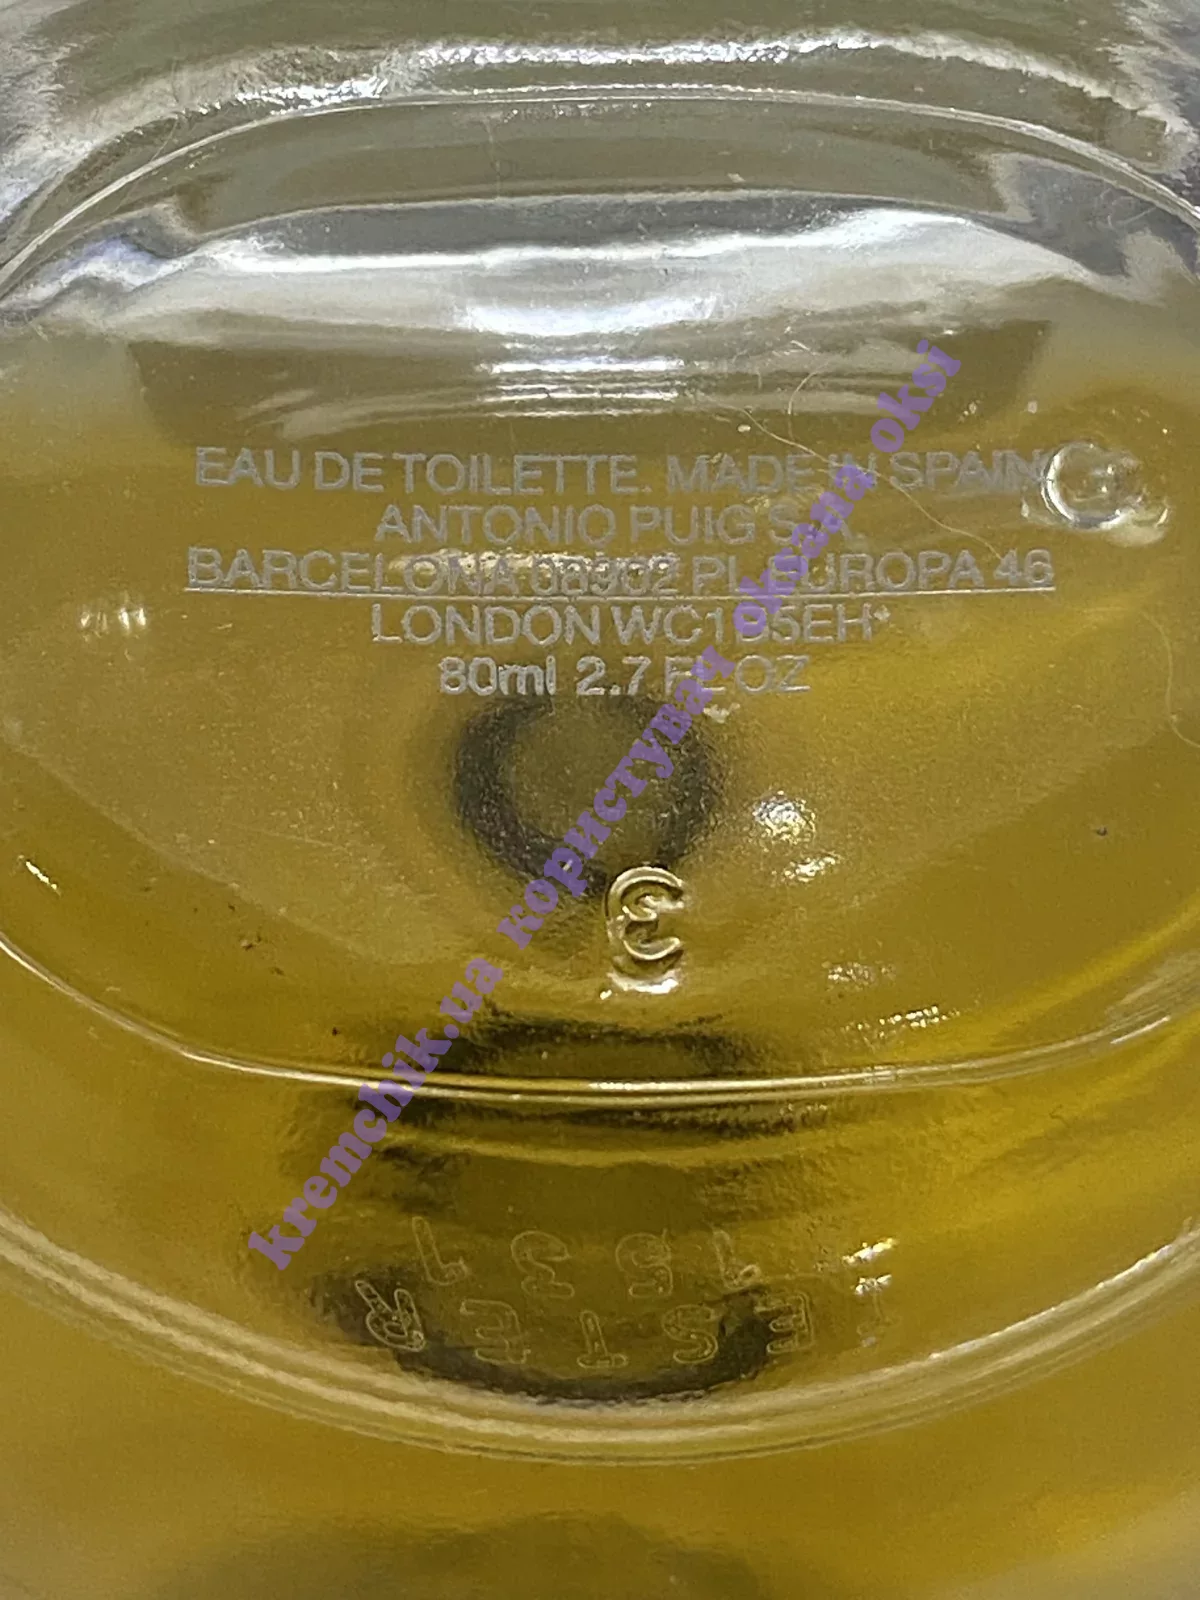 EAU DE TOILETTE. MADE IN SPAIN
ANTONIO PUIG S.A.
BARCELONA 08902 PL EUROPA 46
LONDON WC1B5EH*
80ml 2.7 FL OZ
3
TESTER
kremchik.ua користувач oksana oksi